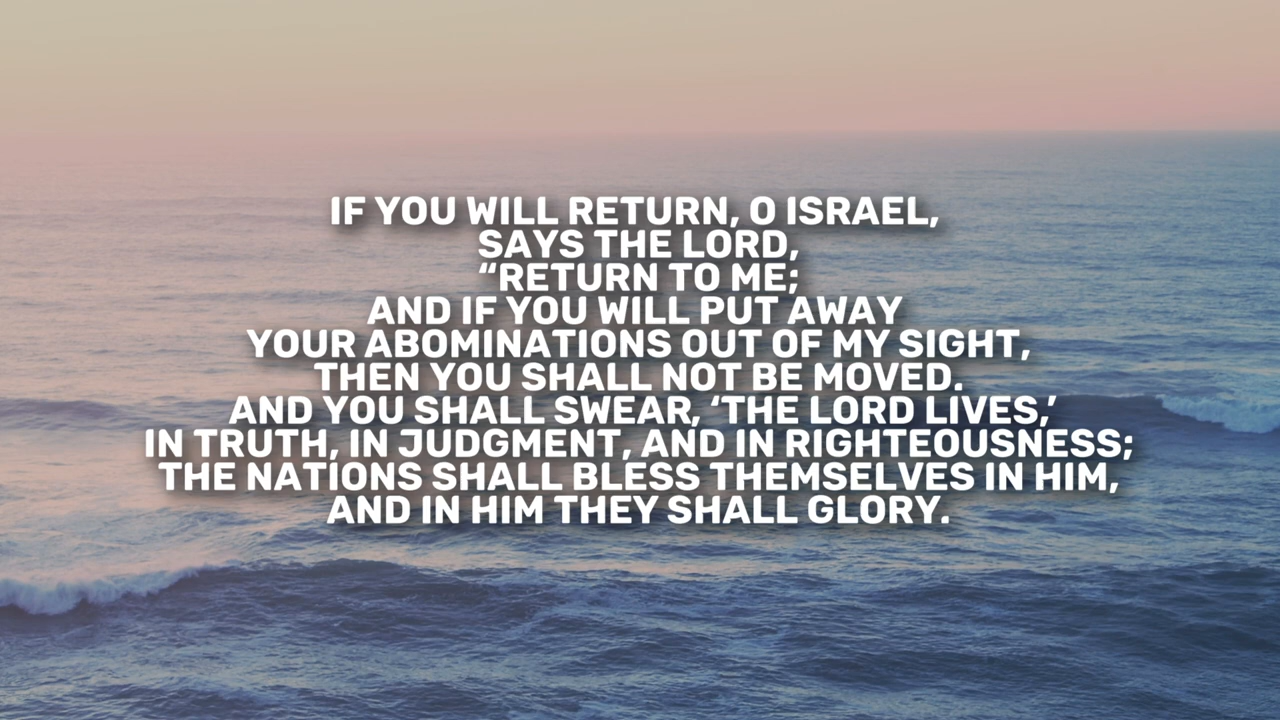 IF YOU WILL RETURN, O ISRAEL,
SAYS THE LORD,
“RETURN TO ME;
AND IF YOU WILL PUT AWAY
YOUR ABOMINATIONS OUT OF MY SIGHT,
THEN YOU SHALL NOT BE MOVED.
AND YOU SHALL SWEAR, ‘THE LORD LIVES,’
IN TRUTH, IN JUDGMENT, AND IN RIGHTEOUSNESS;
THE NATIONS SHALL BLESS THEMSELVES IN HIM,
AND IN HIM THEY SHALL GLORY.